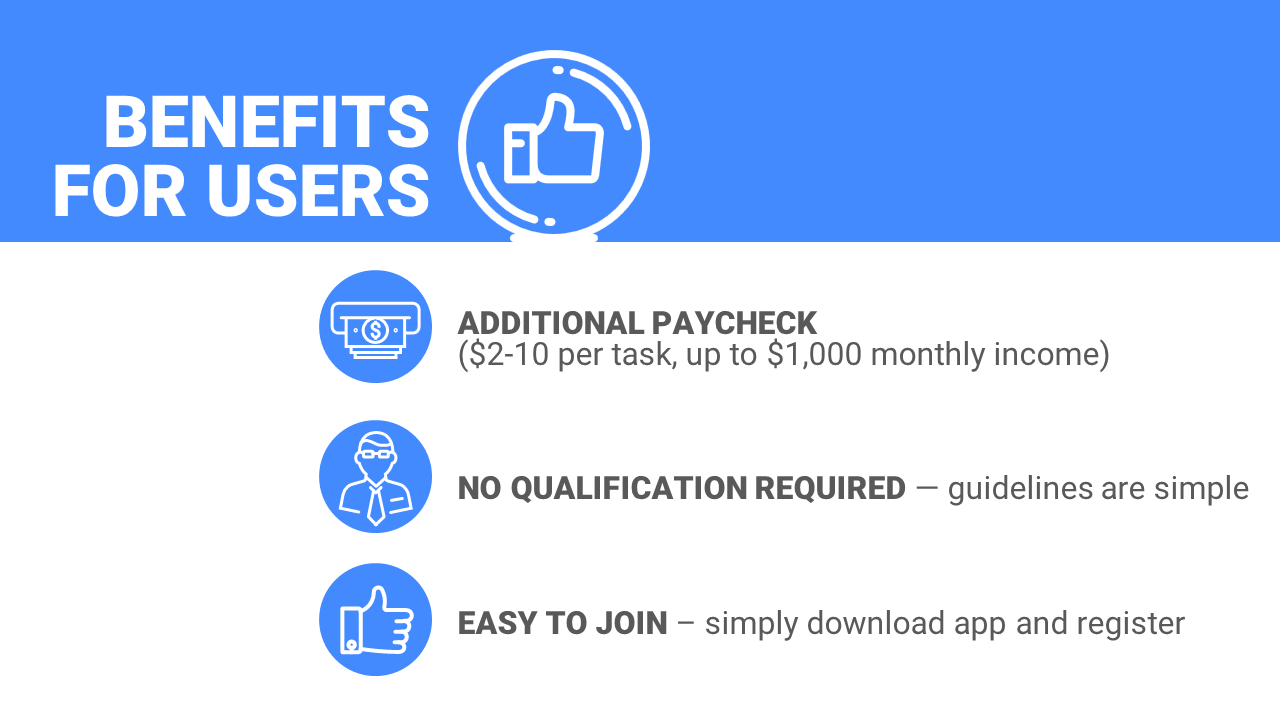 BENEFITS
FOR USERS
ADDITIONAL PAYCHECK
($2-10 per task, up to $1,000 monthly income)
NO QUALIFICATION REQUIRED — guidelines are simple
EASY TO JOIN – simply download app and register